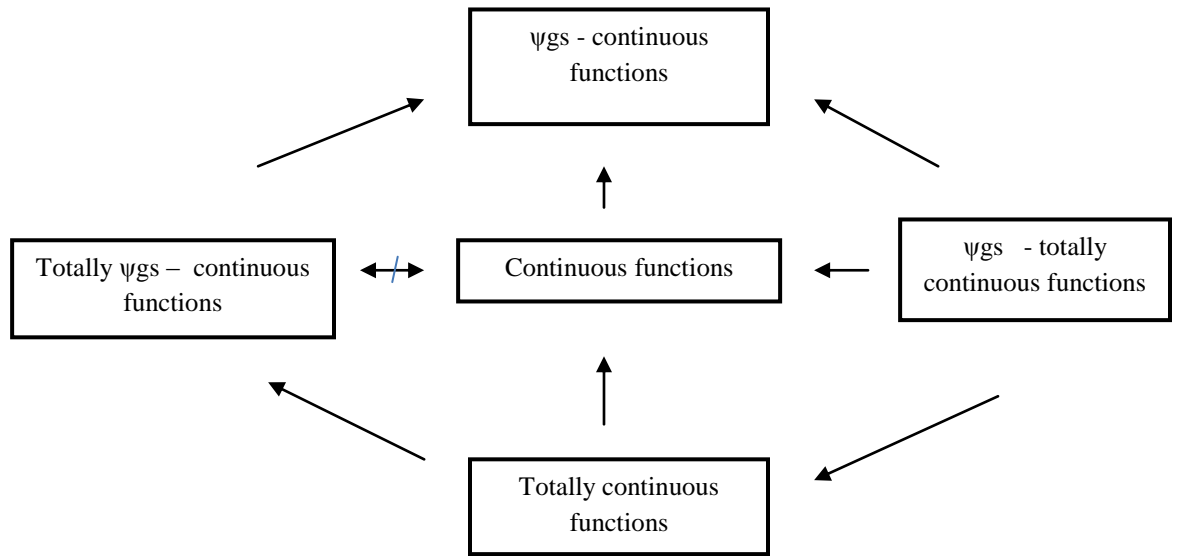 ψgs - continuous
functions
Totally ψgs – continuous
functions
Continuous functions
ψgs - totally
continuous functions
Totally continuous
functions